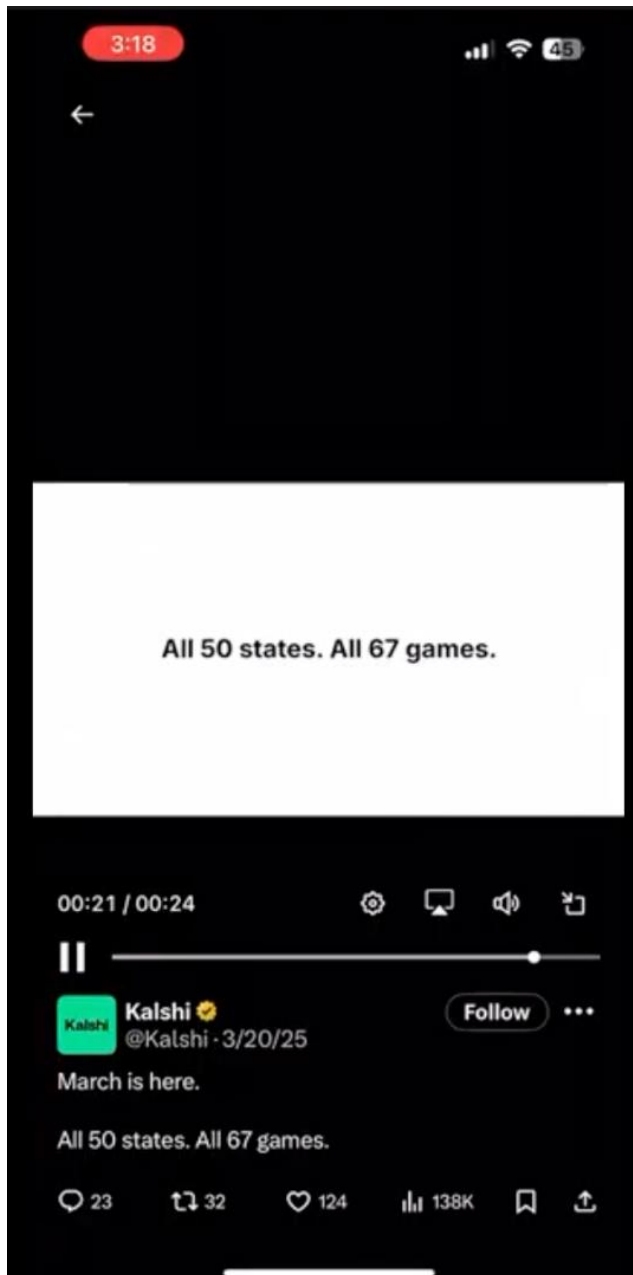 3:18
45
All 50 states. All 67 games.
00:21 / 00:24
Kalshi
Kalshi
Follow
@Kalshi · 3/20/25
March is here.
All 50 states. All 67 games.
23 32 124 138K